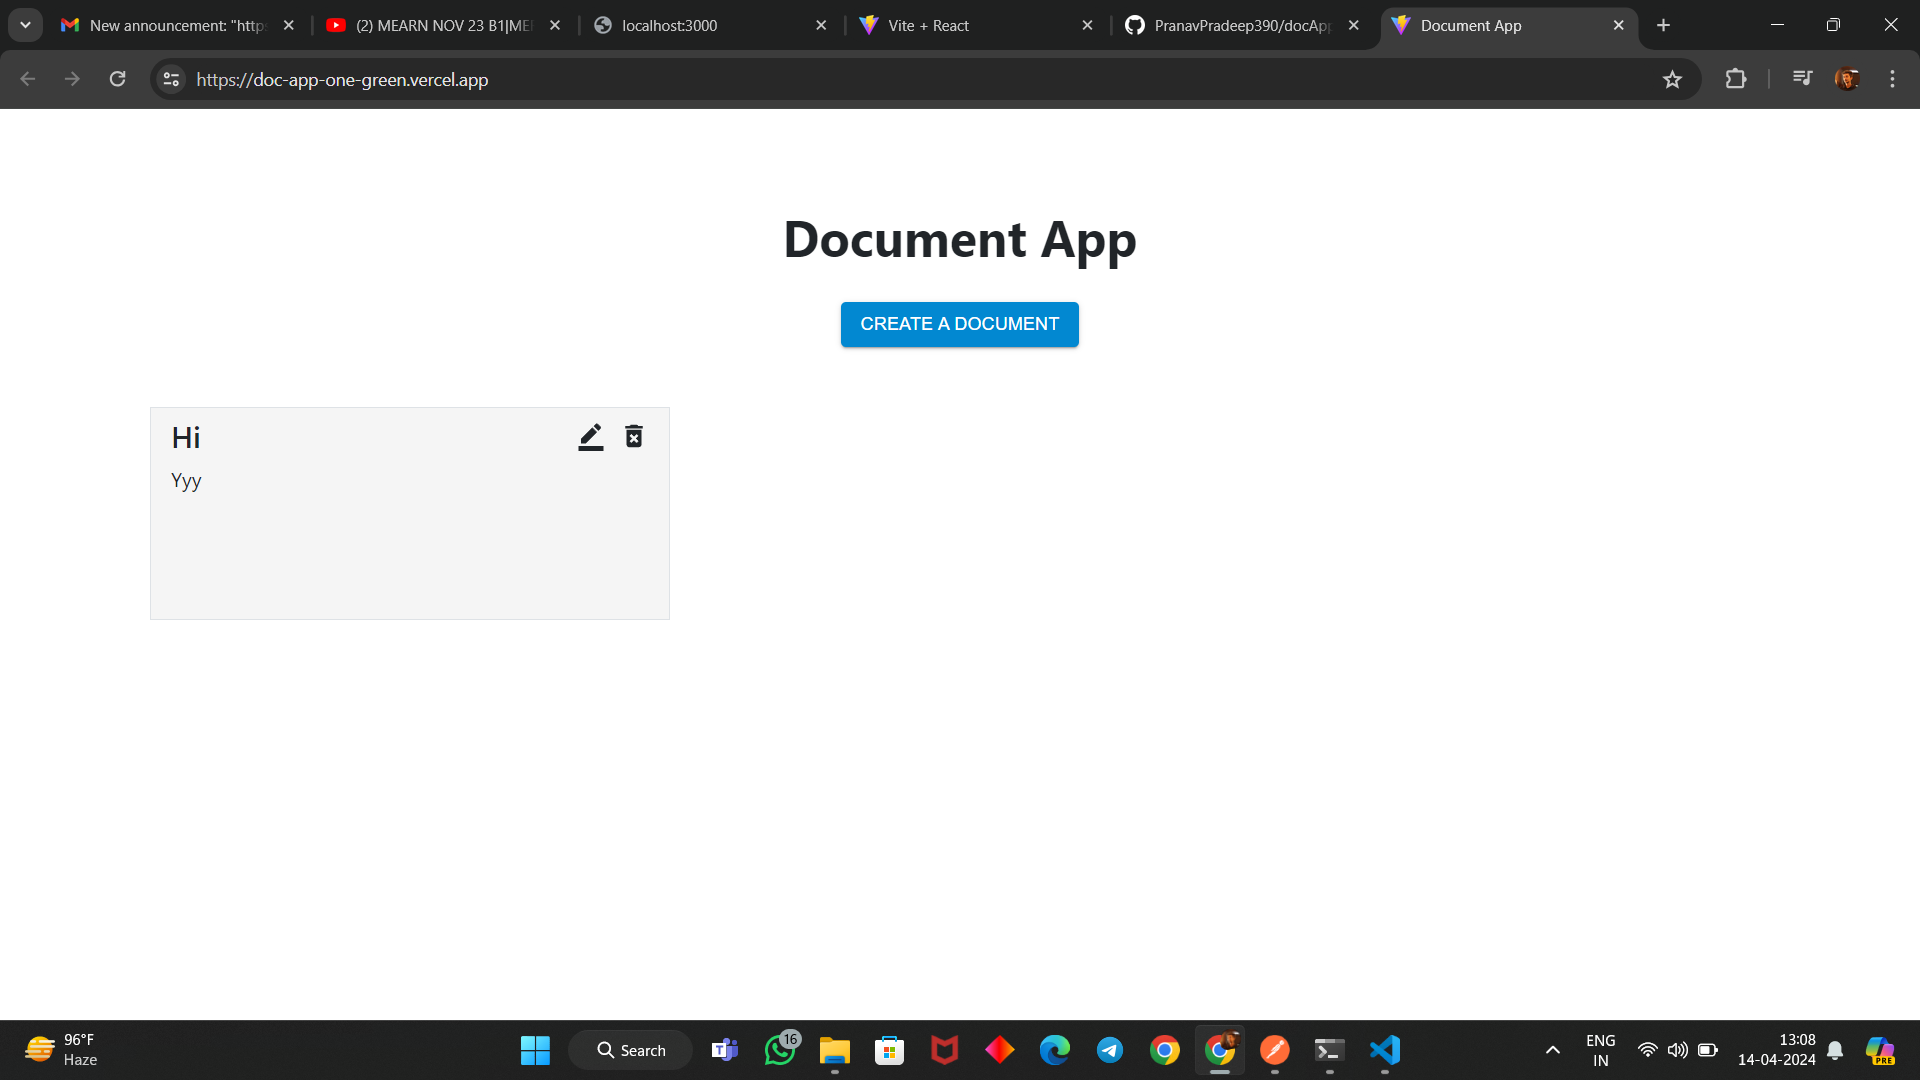 New announcement: "http
(2) MEARN NOV 23 B1|ME
localhost:3000
Vite + React
PranavPradeep390/docApp
Document App
https://doc-app-one-green.vercel.app
Document App
CREATE A DOCUMENT
Hi
Yyy
96°F
Haze
Search
16
ENG
IN
13:08
14-04-2024
PRE